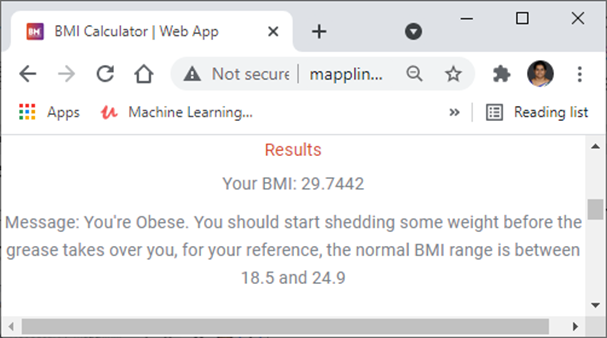 BMI Calculator | Web App
Not secure mapplin...
Apps Machine Learning... » Reading list
Results
Your BMI: 29.7442
Message: You're Obese. You should start shedding some weight before the
grease takes over you, for your reference, the normal BMI range is between
18.5 and 24.9